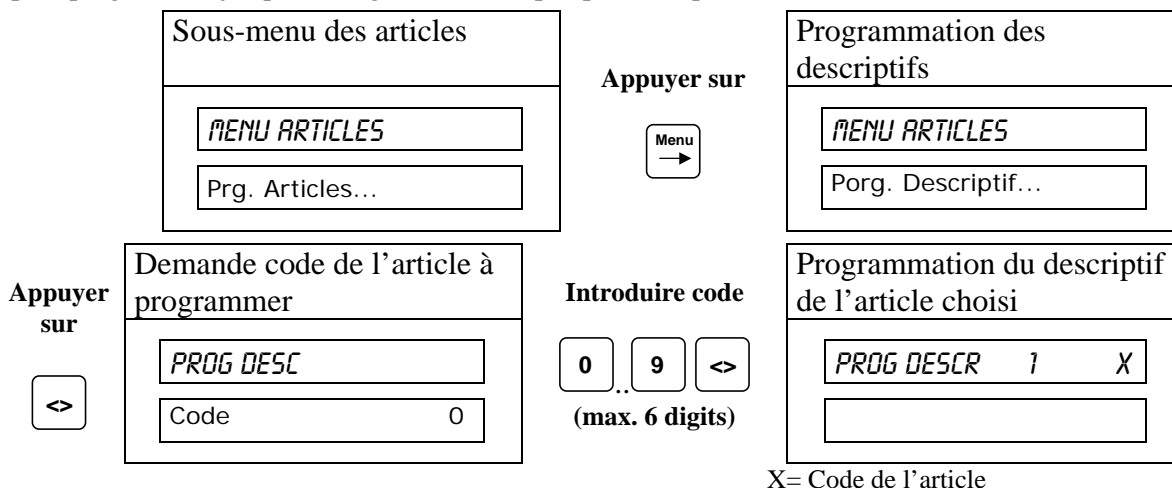 Sous-menu des articles
MENU ARTICLES
Prg. Articles...
Appuyer sur
Menu
Programmation des
descriptifs
MENU ARTICLES
Porg. Descriptif...
Appuyer
sur
<>
Demande code de l’article à
programmer
PROG DESC
Code 0
Introduire code
0 .. 9 <>
(max. 6 digits)
Programmation du descriptif
de l’article choisi
PROG DESCR 1 X
X= Code de l’article